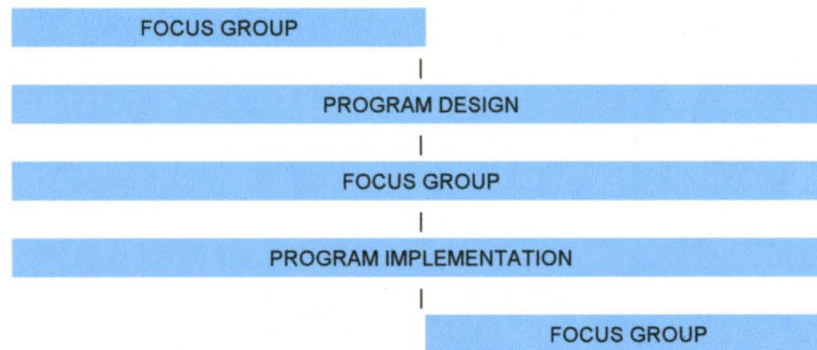 FOCUS GROUP
PROGRAM DESIGN
FOCUS GROUP
PROGRAM IMPLEMENTATION
FOCUS GROUP